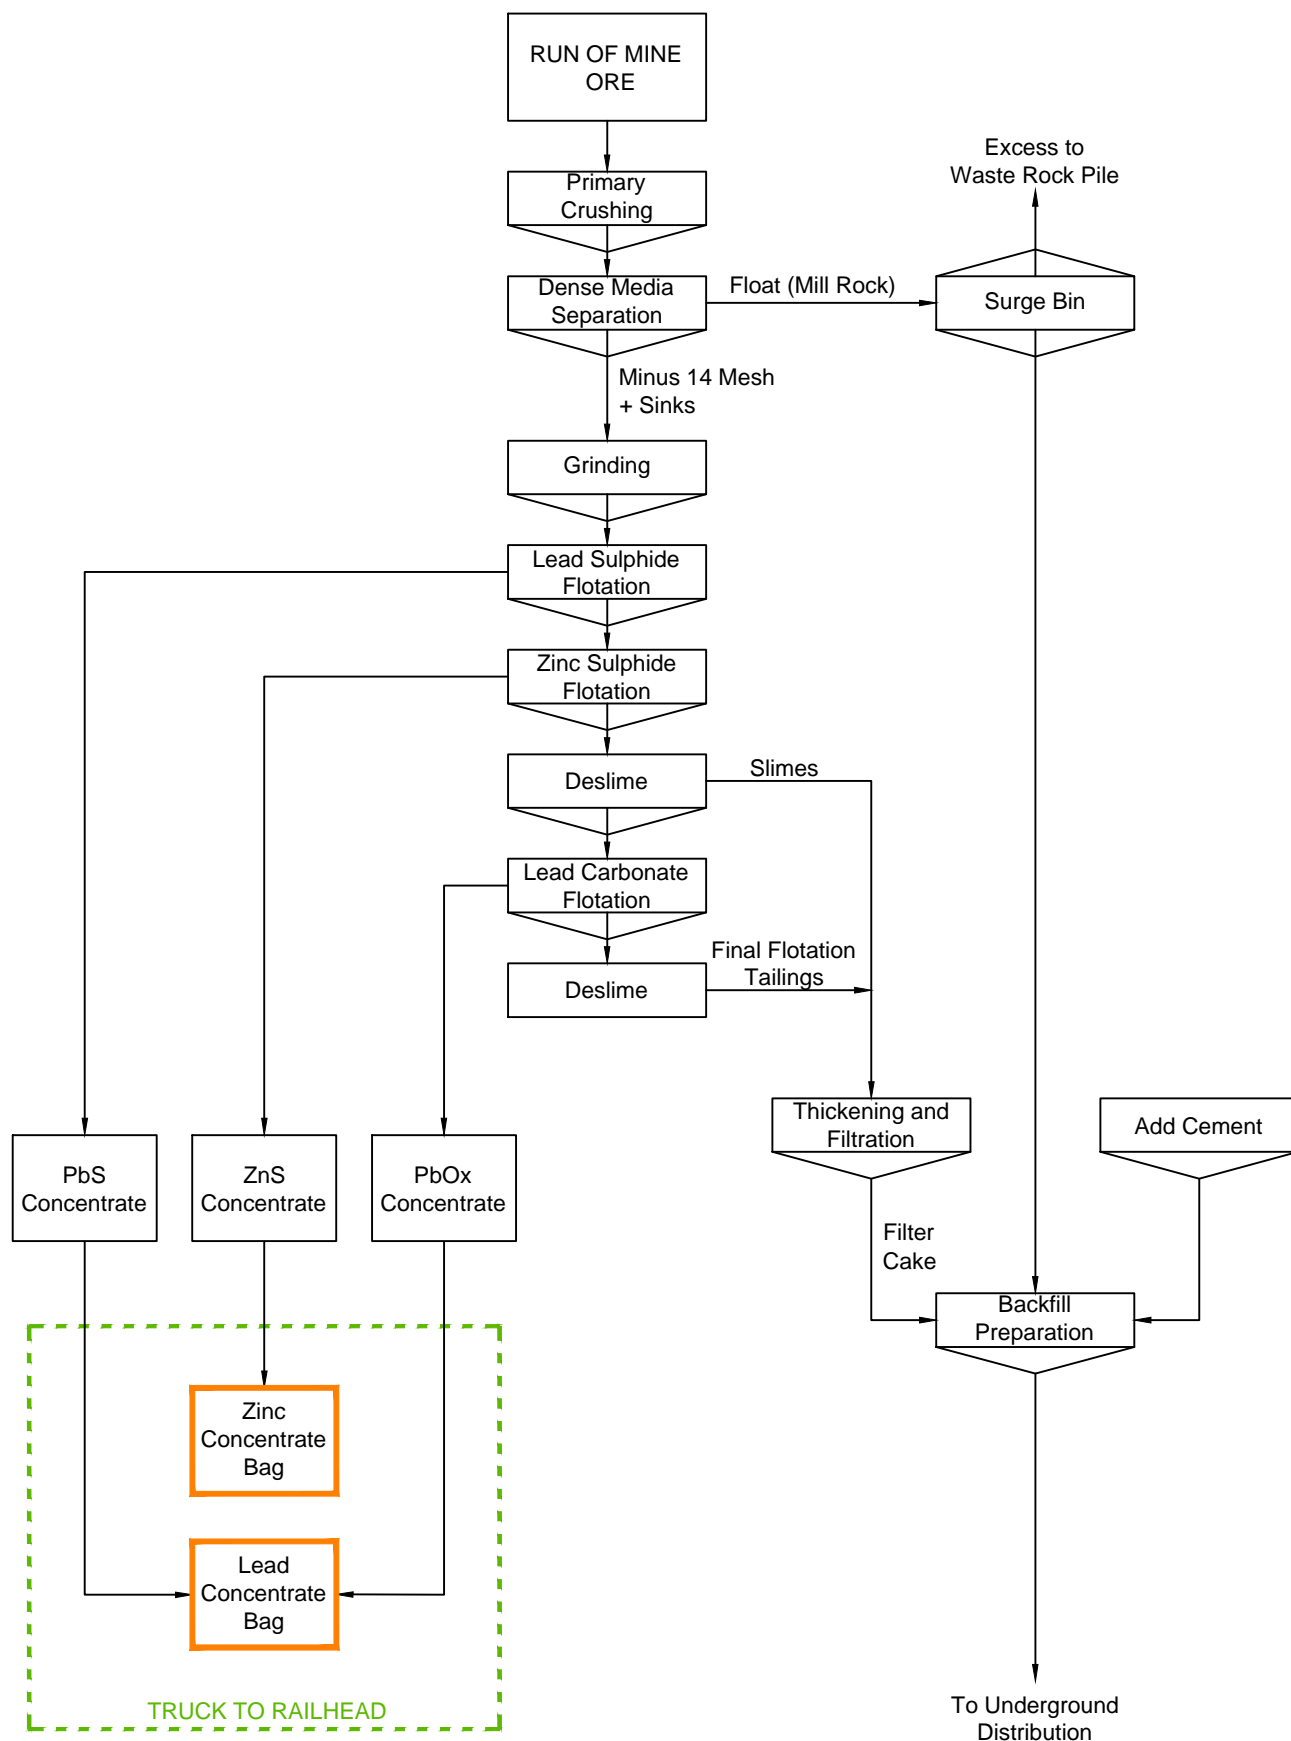 RUN OF MINE
ORE
Excess to
Waste Rock Pile
Primary
Crushing
Dense Media
Separation
Float (Mill Rock)
Surge Bin
Minus 14 Mesh
+ Sinks
Grinding
Lead Sulphide
Flotation
Zinc Sulphide
Flotation
Deslime
Slimes
Lead Carbonate
Flotation
Final Flotation
Tailings
Deslime
Thickening and
Filtration
Add Cement
PbS
Concentrate
ZnS
Concentrate
PbOx
Concentrate
Filter
Cake
Backfill
Preparation
Zinc
Concentrate
Bag
Lead
Concentrate
Bag
TRUCK TO RAILHEAD
To Underground
Distribution